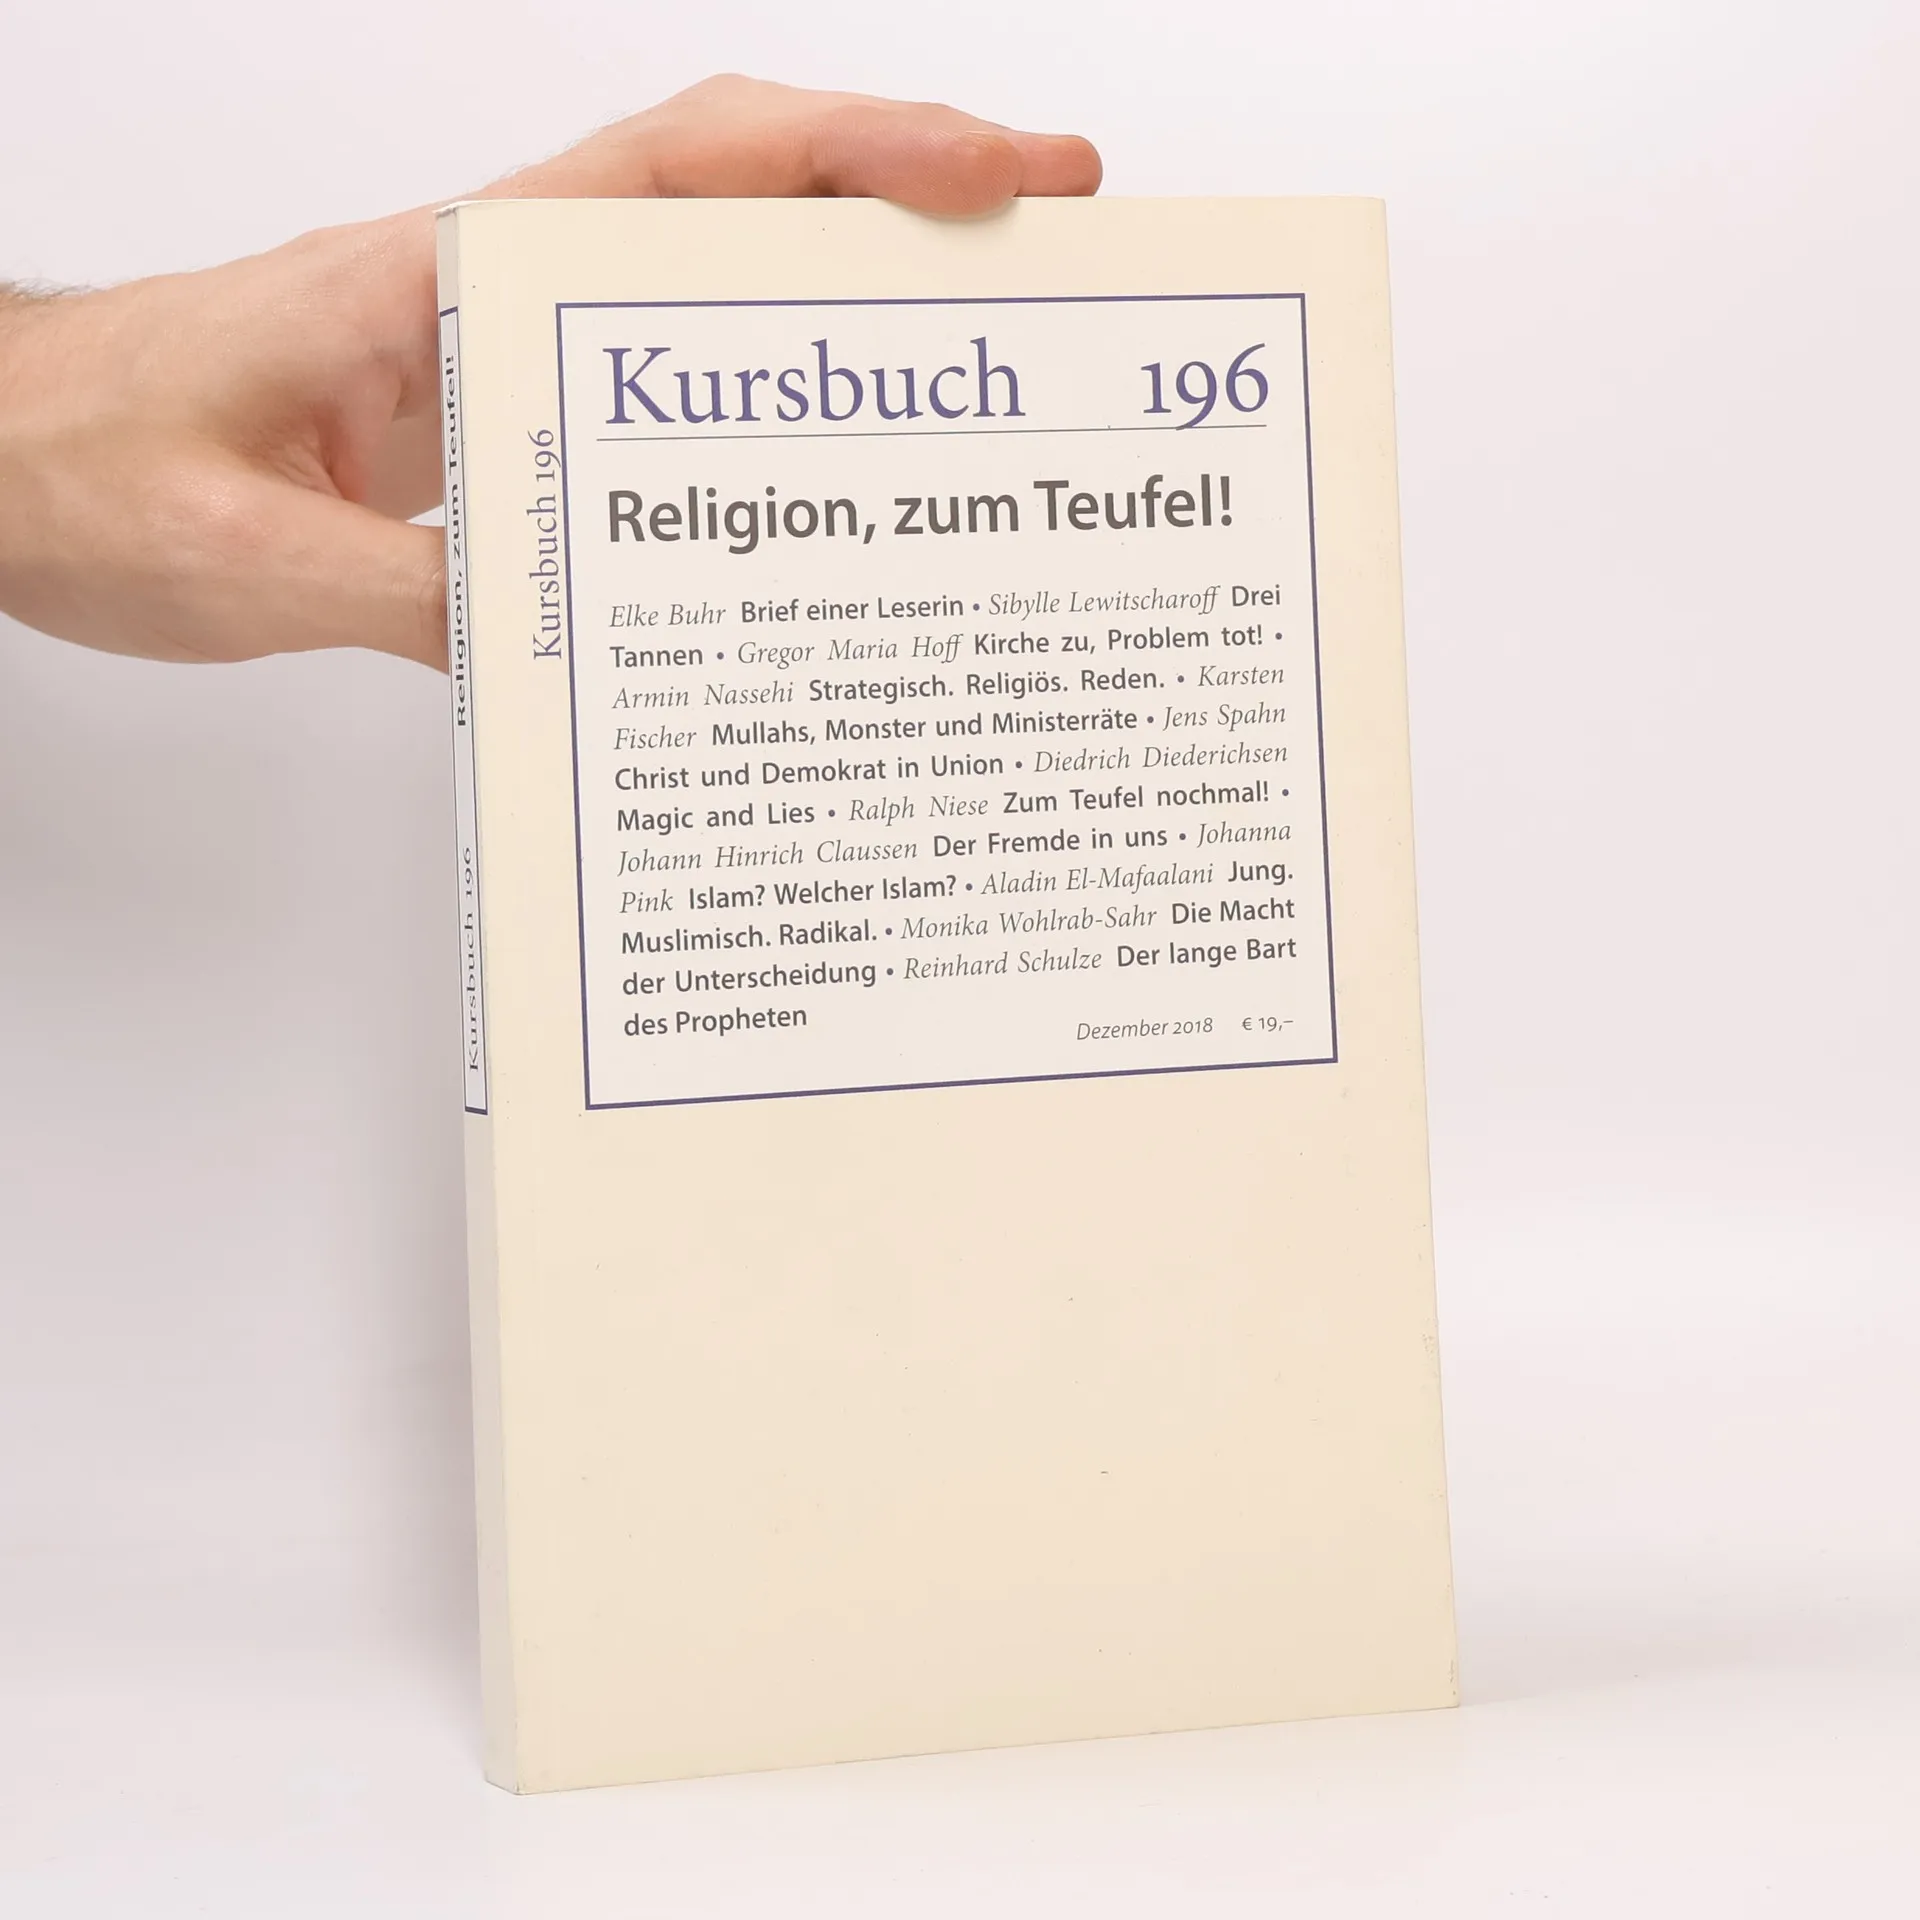 Kursbuch 196
Religion, zum Teufel!
Elke Buhr Brief einer Leserin • Sibylle Lewitscharoff Drei
Tannen • Gregor Maria Hoff Kirche zu, Problem tot! •
Armin Nassehi Strategisch. Religiös. Reden. • Karsten
Fischer Mullahs, Monster und Ministerräte • Jens Spahn
Christ und Demokrat in Union • Diedrich Diederichsen
Magic and Lies • Ralph Niese Zum Teufel nochmal! •
Johann Hinrich Claussen Der Fremde in uns • Johanna
Pink Islam? Welcher Islam? • Aladin El-Mafaalani Jung.
Muslimisch. Radikal. • Monika Wohlrab-Sahr Die Macht
der Unterscheidung • Reinhard Schulze Der lange Bart
des Propheten
Dezember 2018 € 19,–
Kursbuch 196
Kursbuch 196 Religion, zum Teufel!